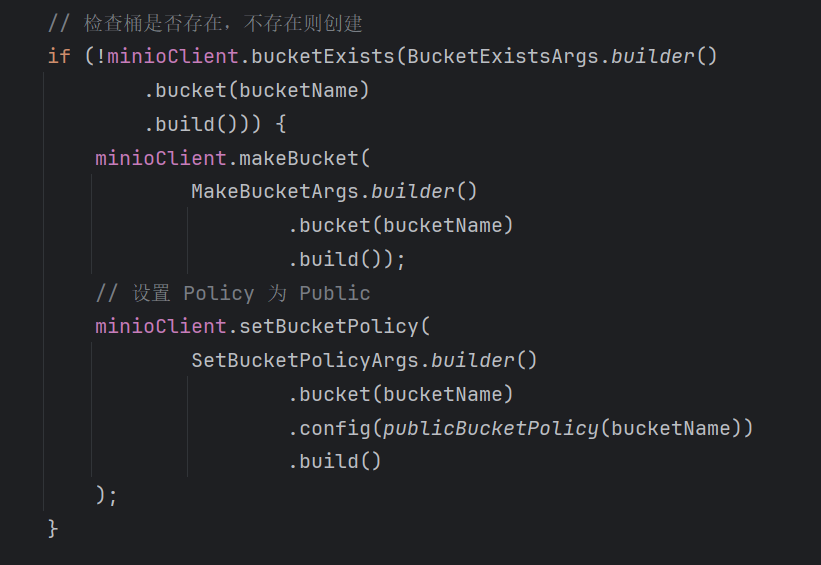 // 检查桶是否存在，不存在则创建
if (!minioClient.bucketExists(BucketExistsArgs.builder()
.bucket(bucketName)
.build())) {
minioClient.makeBucket(
MakeBucketArgs.builder()
.bucket(bucketName)
.build());
// 设置 Policy 为 Public
minioClient.setBucketPolicy(
SetBucketPolicyArgs.builder()
.bucket(bucketName)
.config(publicBucketPolicy(bucketName))
.build()
);
}